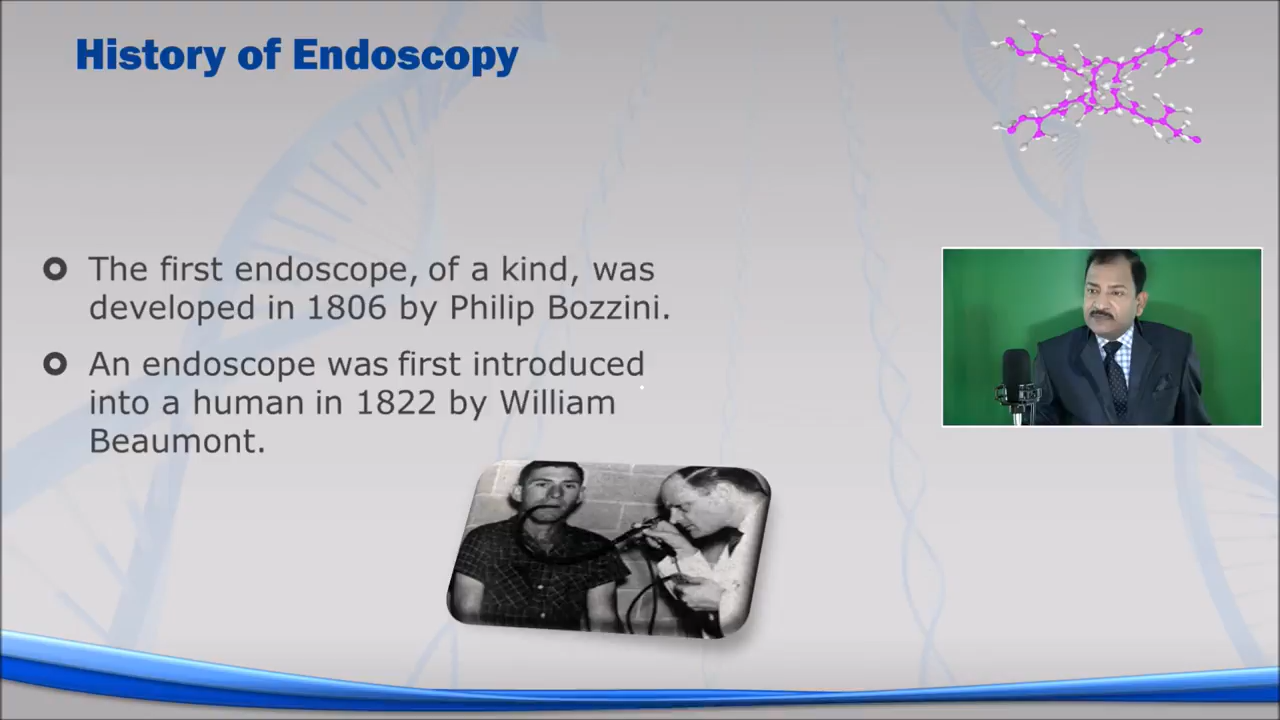 History of Endoscopy
The first endoscope, of a kind, was
developed in 1806 by Philip Bozzini.
An endoscope was first introduced
into a human in 1822 by William
Beaumont.